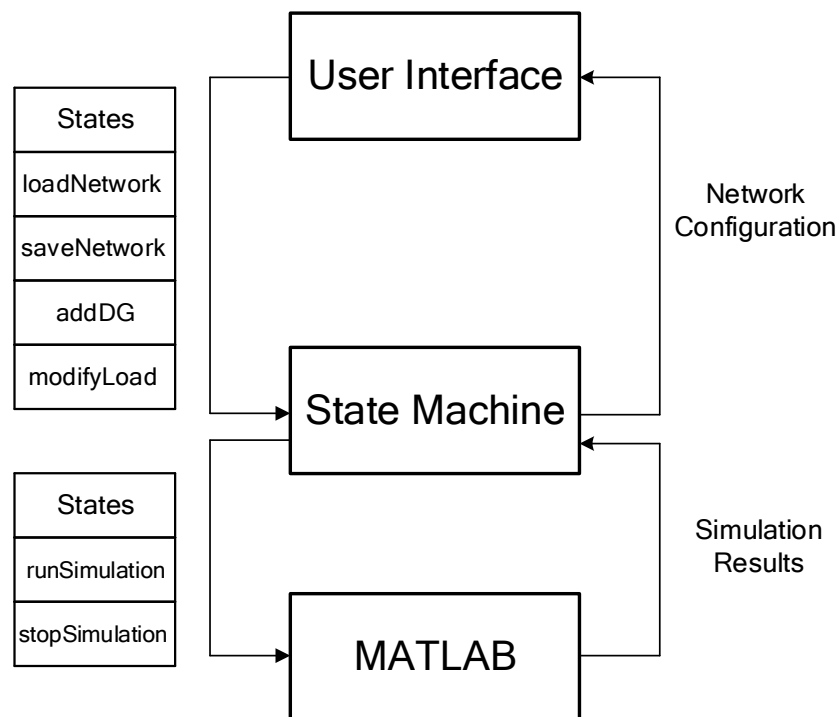 User Interface
States
loadNetwork
saveNetwork
addDG
modifyLoad
Network
Configuration
State Machine
States
runSimulation
stopSimulation
Simulation
Results
MATLAB